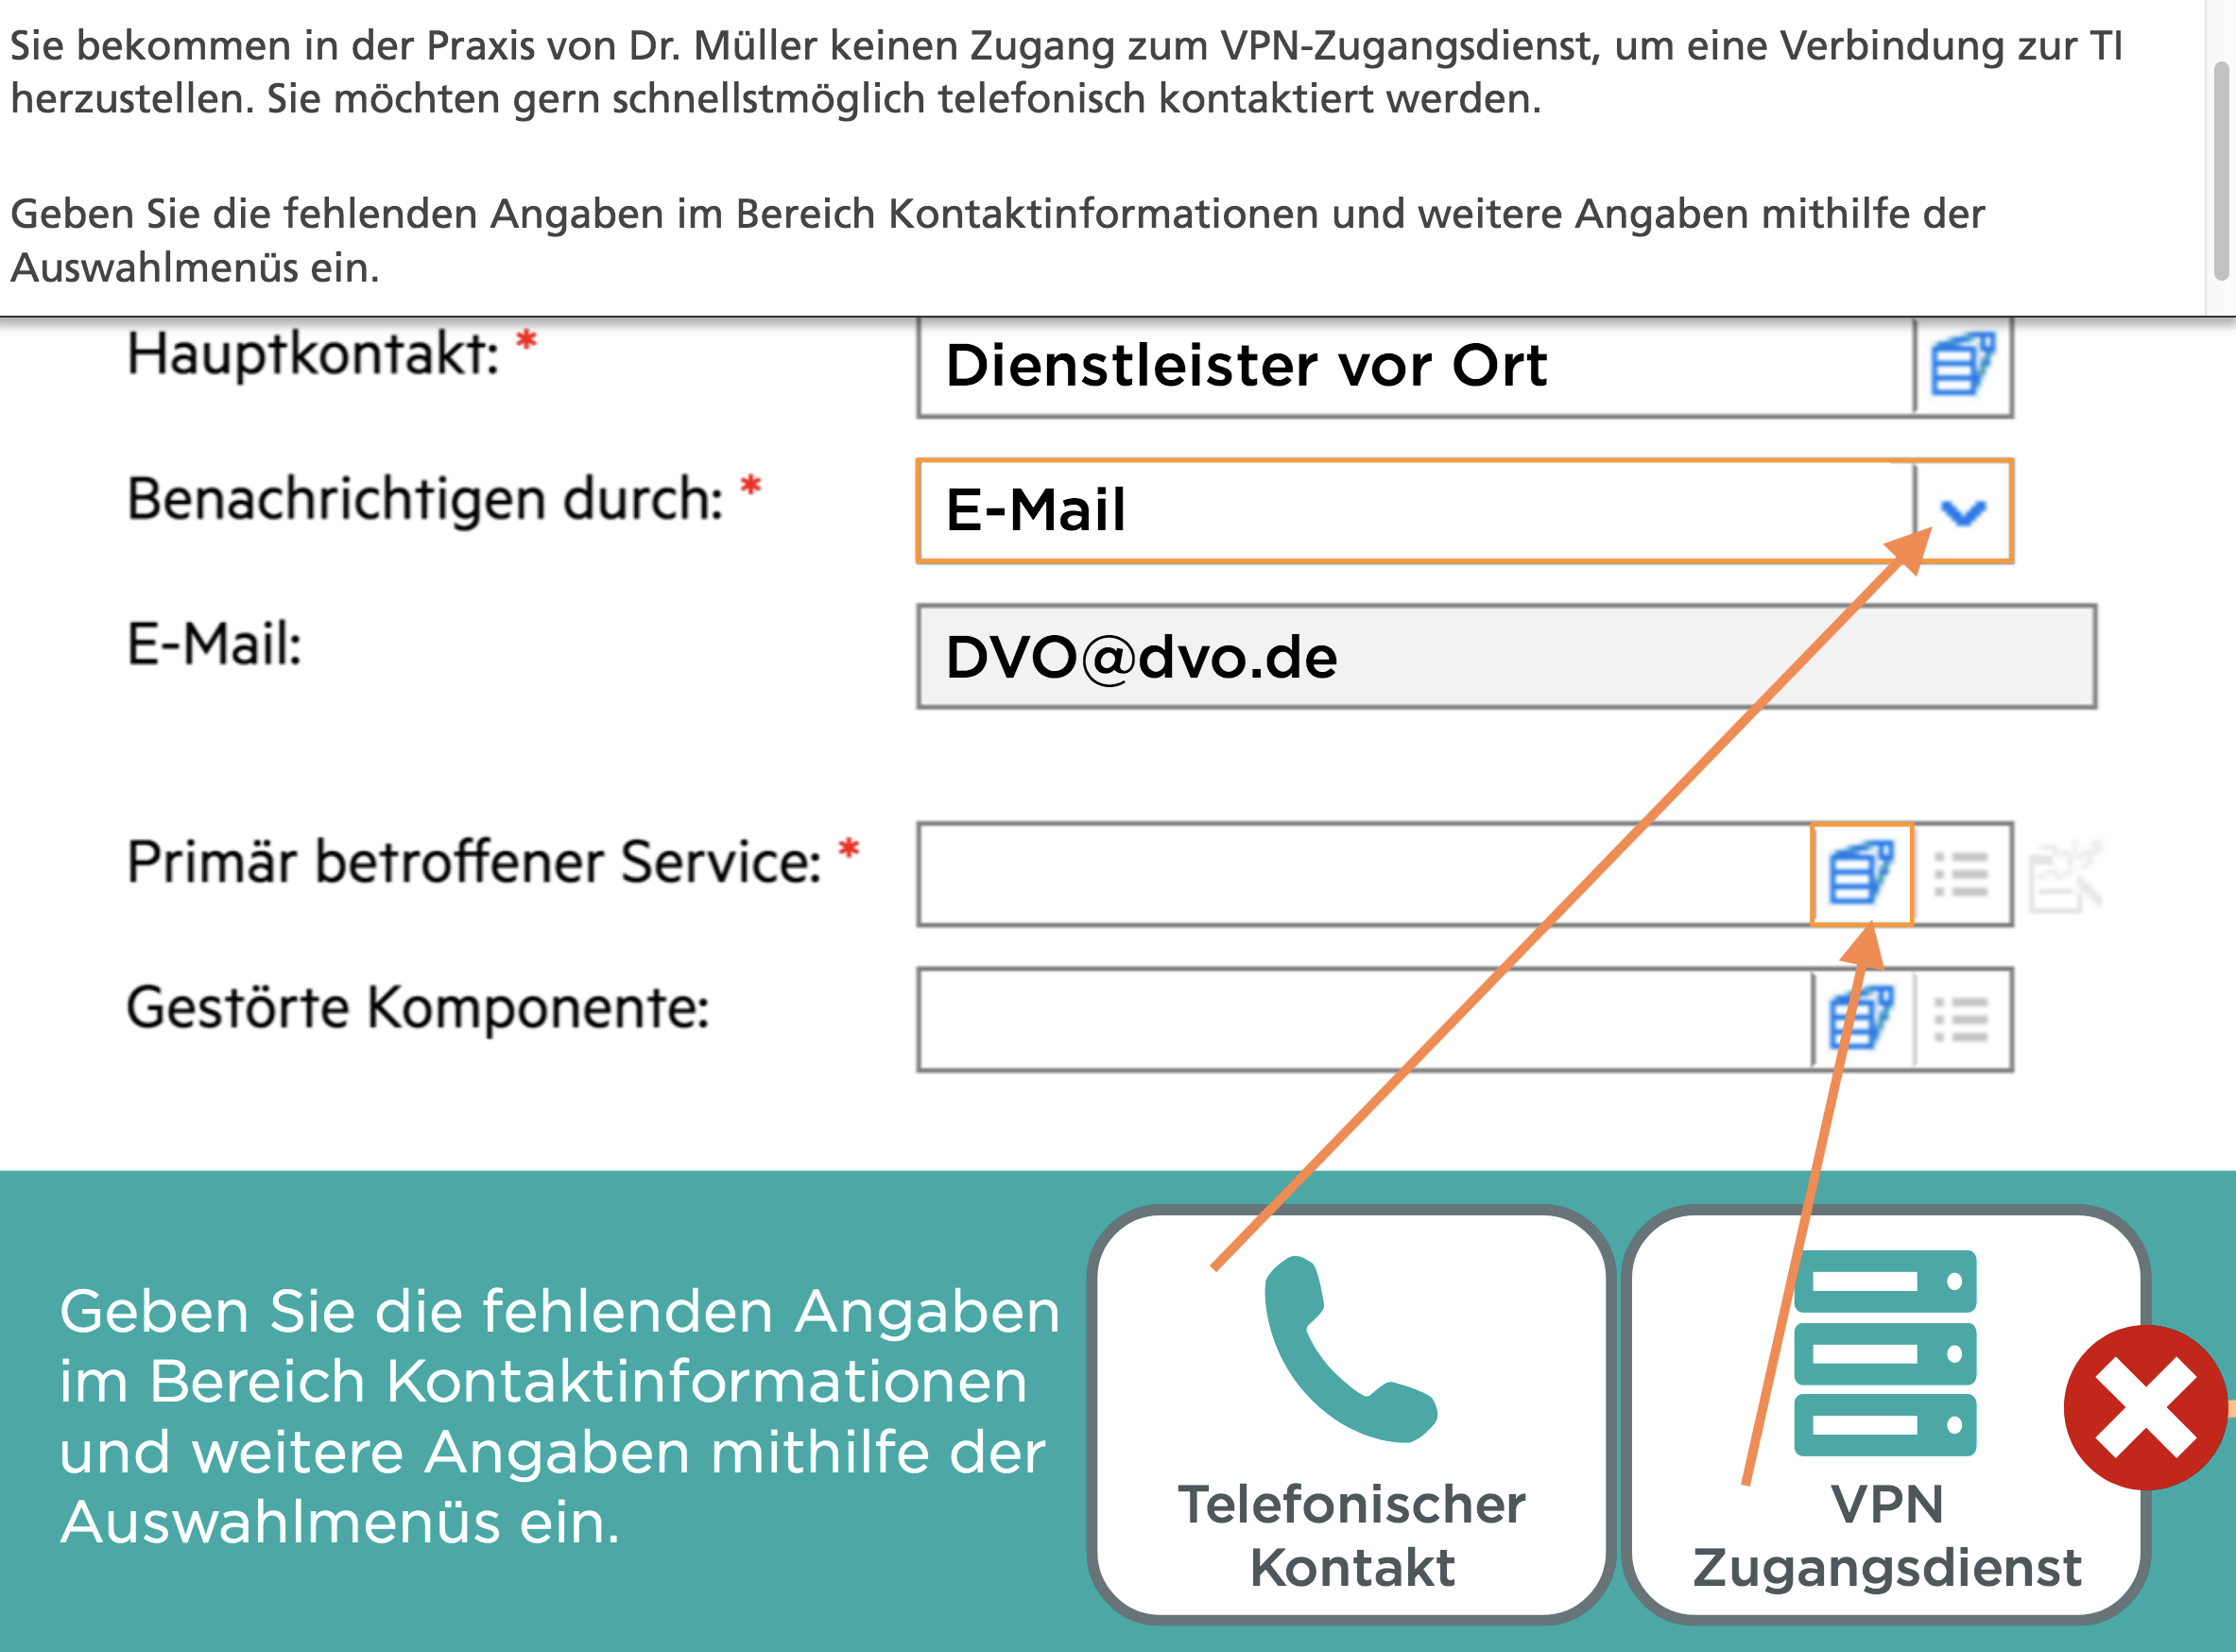 Sie bekommen in der Praxis von Dr. Müller keinen Zugang zum VPN-Zugangsdienst, um eine Verbindung zur TI
herzustellen. Sie möchten gern schnellstmöglich telefonisch kontaktiert werden.
Geben Sie die fehlenden Angaben im Bereich Kontaktinformationen und weitere Angaben mithilfe der
Auswahlmenüs ein.
Hauptkontakt: * Dienstleister vor Ort
Benachrichtigen durch: * E-Mail
E-Mail: DVO@dvo.de
Primär betroffener Service: *
Gestörte Komponente:
Geben Sie die fehlenden Angaben
im Bereich Kontaktinformationen
und weitere Angaben mithilfe der
Auswahlmenüs ein.
Telefonischer
Kontakt
VPN
Zugangsdienst